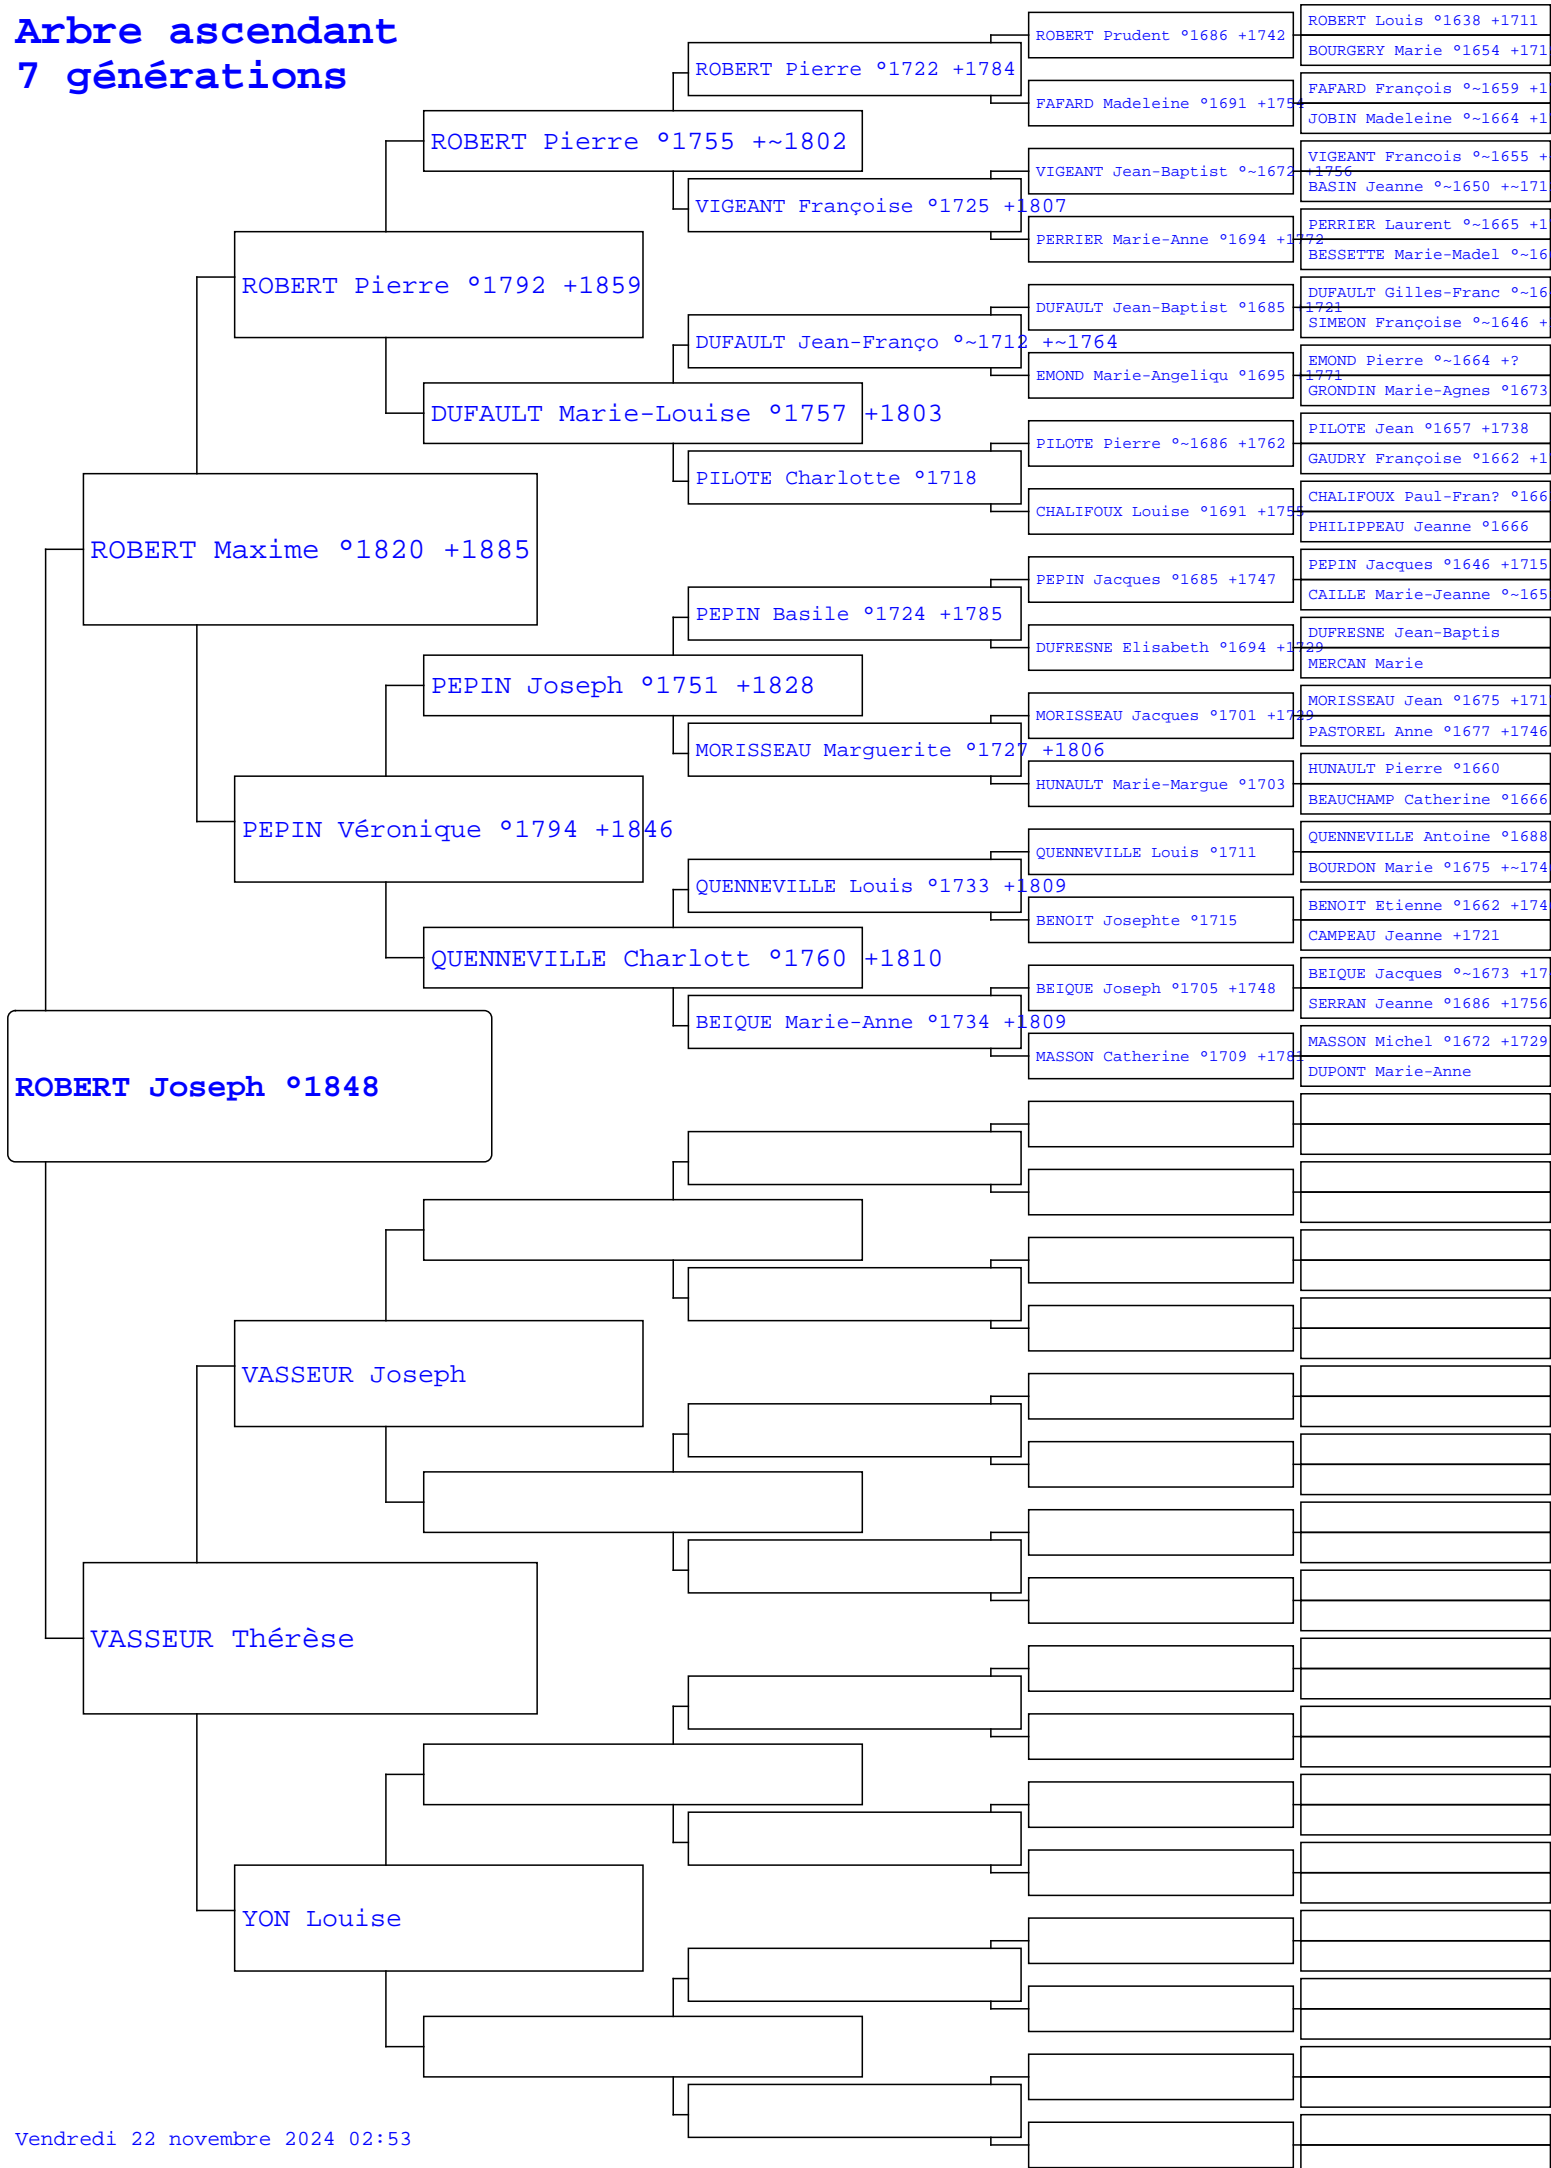 Arbre ascendant
7 générations
ROBERT Joseph °1848
ROBERT Maxime °1820 +1885
VASSEUR Thérèse
ROBERT Pierre °1792 +1859
PEPIN Véronique °1794 +1846
VASSEUR Joseph
YON Louise
ROBERT Pierre °1755 +~1802
DUFAULT Marie-Louise °1757 +1803
PEPIN Joseph °1751 +1828
QUENNEVILLE Charlott °1760 +1810
ROBERT Pierre °1722 +1784
VIGEANT Françoise °1725 +1807
DUFAULT Jean-Franço °~1712 +~1764
PILOTE Charlotte °1718
PEPIN Basile °1724 +1785
MORISSEAU Marguerite °1727 +1806
QUENNEVILLE Louis °1733 +1809
BEIQUE Marie-Anne °1734 +1809
ROBERT Prudent °1686 +1742
FAFARD Madeleine °1691 +1754
VIGEANT Jean-Baptist °~1672 +1756
PERRIER Marie-Anne °1694 +1772
DUFAULT Jean-Baptist °1685 +1721
EMOND Marie-Angeliqu °1695 +1771
PILOTE Pierre °~1686 +1762
CHALIFOUX Louise °1691 +1755
PEPIN Jacques °1685 +1747
DUFRESNE Elisabeth °1694 +1729
MORISSEAU Jacques °1701 +1729
HUNAULT Marie-Margue °1703
QUENNEVILLE Louis °1711
BENOIT Josephte °1715
BEIQUE Joseph °1705 +1748
MASSON Catherine °1709 +1781
ROBERT Louis °1638 +1711
BOURGERY Marie °1654 +171
FAFARD François °~1659 +1
JOBIN Madeleine °~1664 +1
VIGEANT Francois °~1655 +
BASIN Jeanne °~1650 +~171
PERRIER Laurent °~1665 +1
BESSETTE Marie-Madel °~16
DUFAULT Gilles-Franc °~16
SIMEON Françoise °~1646 +
EMOND Pierre °~1664 +?
GRONDIN Marie-Agnes °1673
PILOTE Jean °1657 +1738
GAUDRY Françoise °1662 +1
CHALIFOUX Paul-Fran? °166
PHILIPPEAU Jeanne °1666
PEPIN Jacques °1646 +1715
CAILLE Marie-Jeanne °~165
DUFRESNE Jean-Baptis
MERCAN Marie
MORISSEAU Jean °1675 +171
PASTOREL Anne °1677 +1746
HUNAULT Pierre °1660
BEAUCHAMP Catherine °1666
QUENNEVILLE Antoine °1688
BOURDON Marie °1675 +~174
BENOIT Etienne °1662 +174
CAMPEAU Jeanne +1721
BEIQUE Jacques °~1673 +17
SERRAN Jeanne °1686 +1756
MASSON Michel °1672 +1729
DUPONT Marie-Anne
Vendredi 22 novembre 2024 02:53